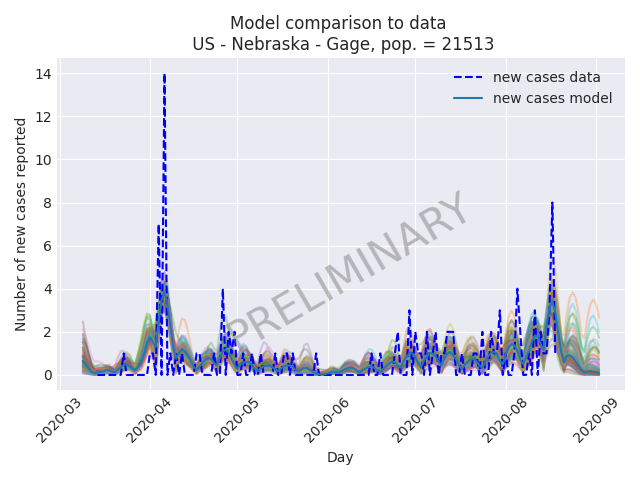 Model comparison to data
US - Nebraska - Gage, pop. = 21513
new cases data
new cases model
Number of new cases reported
14
12
10
8
6
4
2
0
PRELIMINARY
2020-03
2020-04
2020-05
2020-06
2020-07
2020-08
2020-09
Day